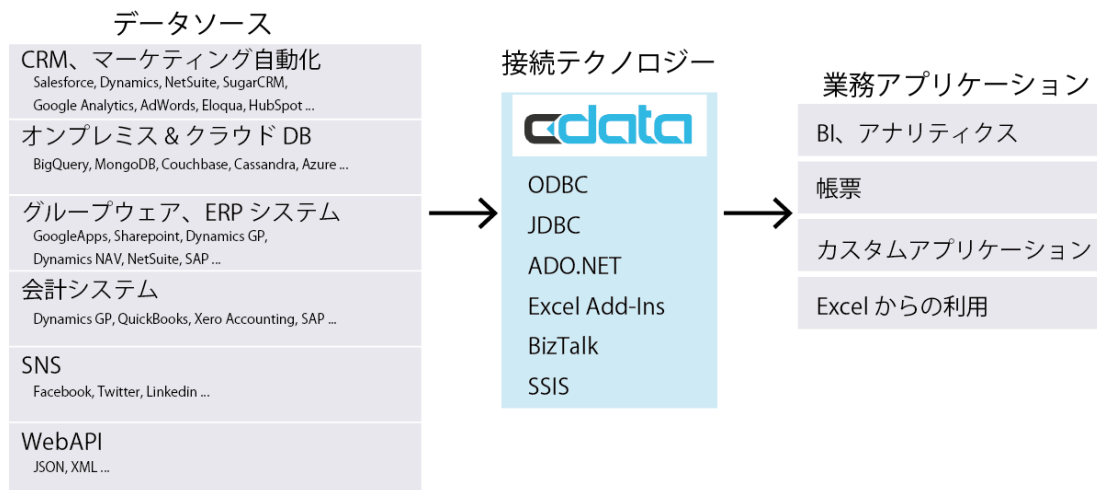 データソース
CRM、マーケティング自動化
Salesforce, Dynamics, NetSuite, SugarCRM,
Google Analytics, AdWords, Eloqua, HubSpot ...
オンプレミス & クラウド DB
BigQuery, MongoDB, Couchbase, Cassandra, Azure ...
グループウェア、ERP システム
GoogleApps, Sharepoint, Dynamics GP,
Dynamics NAV, NetSuite, SAP ...
会計システム
Dynamics GP, QuickBooks, Xero Accounting, SAP ...
SNS
Facebook, Twitter, Linkedin ...
WebAPI
JSON, XML ...
接続テクノロジー
cdata
ODBC
JDBC
ADO.NET
Excel Add-Ins
BizTalk
SSIS
業務アプリケーション
BI、アナリティクス
帳票
カスタムアプリケーション
Excel からの利用